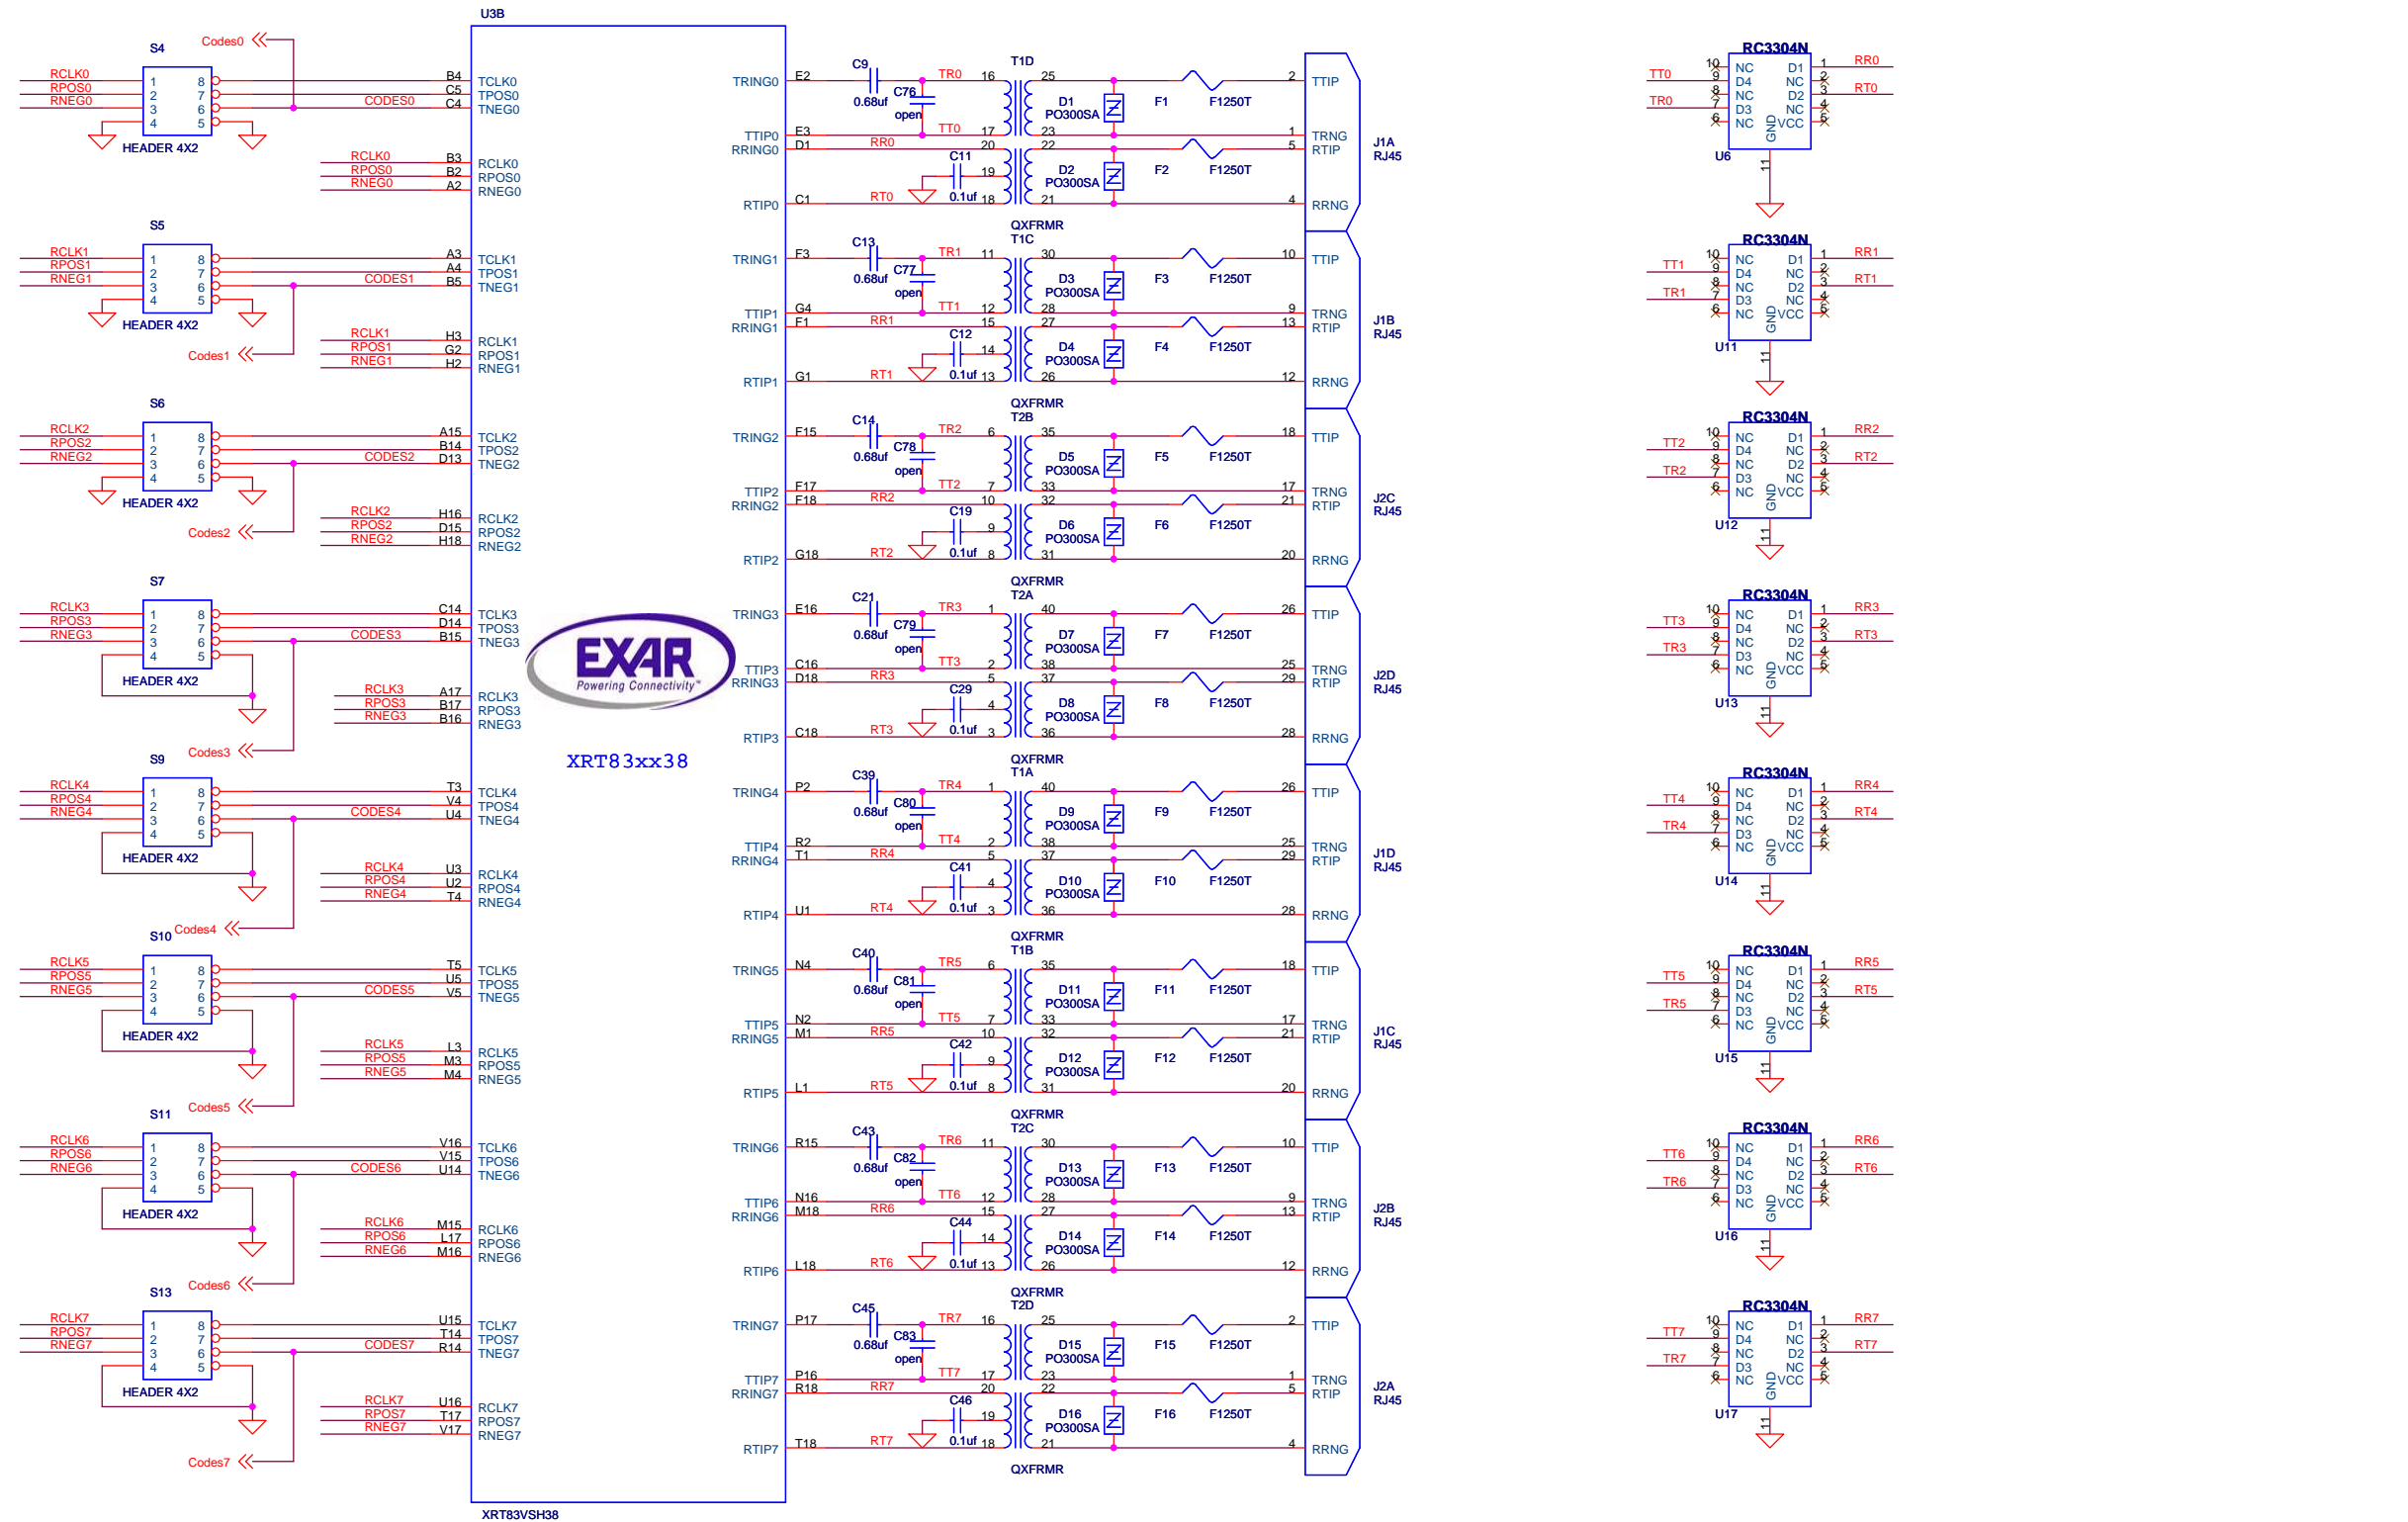 U3B
S4
Codes0
RCLK0 1 8 B4 TCLK0
RPOS0 2 7 C5 TPOS0
RNEG0 3 6 CODES0 C4 TNEG0
4 5
HEADER 4X2
RCLK0 B3 RCLK0
RPOS0 B2 RPOS0
RNEG0 A2 RNEG0
S5
RCLK1 1 8 A3 TCLK1
RPOS1 2 7 A4 TPOS1
RNEG1 3 6 CODES1 B5 TNEG1
4 5
HEADER 4X2
RCLK1 H3 RCLK1
RPOS1 G2 RPOS1
RNEG1 H2 RNEG1
Codes1
S6
RCLK2 1 8 A15 TCLK2
RPOS2 2 7 B14 TPOS2
RNEG2 3 6 CODES2 D13 TNEG2
4 5
HEADER 4X2
RCLK2 H16 RCLK2
RPOS2 D15 RPOS2
RNEG2 H18 RNEG2
Codes2
S7
RCLK3 1 8 C14 TCLK3
RPOS3 2 7 D14 TPOS3
RNEG3 3 6 CODES3 B15 TNEG3
4 5
HEADER 4X2
RCLK3 A17 RCLK3
RPOS3 B17 RPOS3
RNEG3 B16 RNEG3
Codes3
S9
RCLK4 1 8 T3 TCLK4
RPOS4 2 7 V4 TPOS4
RNEG4 3 6 CODES4 U4 TNEG4
4 5
HEADER 4X2
RCLK4 U3 RCLK4
RPOS4 U2 RPOS4
RNEG4 T4 RNEG4
Codes4
S10
RCLK5 1 8 T5 TCLK5
RPOS5 2 7 U5 TPOS5
RNEG5 3 6 CODES5 V5 TNEG5
4 5
HEADER 4X2
RCLK5 L3 RCLK5
RPOS5 M3 RPOS5
RNEG5 M4 RNEG5
Codes5
S11
RCLK6 1 8 V16 TCLK6
RPOS6 2 7 V15 TPOS6
RNEG6 3 6 CODES6 U14 TNEG6
4 5
HEADER 4X2
RCLK6 M15 RCLK6
RPOS6 L17 RPOS6
RNEG6 M16 RNEG6
Codes6
S13
RCLK7 1 8 U15 TCLK7
RPOS7 2 7 T14 TPOS7
RNEG7 3 6 CODES7 R14 TNEG7
4 5
HEADER 4X2
RCLK7 U16 RCLK7
RPOS7 T17 RPOS7
RNEG7 V17 RNEG7
Codes7
EXAR
Powering Connectivity™
XRT83xx38
XRT83VSH38
C9 T1D
TRING0 E2 TR0 16 25 2 TTIP
0.68uf C76 open D1 PO300SA F1 F1250T
TTIP0 E3 TT0 17 23 1 TRNG
RRING0 D1 RR0 20 22 5 RTIP
C11 0.1uf 19 D2 PO300SA F2 F1250T
RTIP0 C1 RT0 18 21 4 RRNG
J1A
RJ45
QXFRMR
C13 T1C
TRING1 F3 TR1 11 30 10 TTIP
0.68uf C77 open D3 PO300SA F3 F1250T
TTIP1 G4 TT1 12 28 9 TRNG
RRING1 F1 RR1 15 27 13 RTIP
C12 0.1uf 14 D4 PO300SA F4 F1250T
RTIP1 G1 RT1 13 26 12 RRNG
J1B
RJ45
QXFRMR
C14 T2B
TRING2 F15 TR2 6 35 18 TTIP
0.68uf C78 open D5 PO300SA F5 F1250T
TTIP2 F17 TT2 7 33 17 TRNG
RRING2 F18 RR2 10 32 21 RTIP
C19 0.1uf 9 D6 PO300SA F6 F1250T
RTIP2 G18 RT2 8 31 20 RRNG
J2C
RJ45
QXFRMR
C21 T2A
TRING3 E16 TR3 1 40 26 TTIP
0.68uf C79 open D7 PO300SA F7 F1250T
TTIP3 C16 TT3 2 38 25 TRNG
RRING3 D18 RR3 5 37 29 RTIP
C29 0.1uf 4 D8 PO300SA F8 F1250T
RTIP3 C18 RT3 3 36 28 RRNG
J2D
RJ45
QXFRMR
C39 T1A
TRING4 P2 TR4 1 40 26 TTIP
0.68uf C80 open D9 PO300SA F9 F1250T
TTIP4 R2 TT4 2 38 25 TRNG
RRING4 T1 RR4 5 37 29 RTIP
C41 0.1uf 4 D10 PO300SA F10 F1250T
RTIP4 U1 RT4 3 36 28 RRNG
J1D
RJ45
QXFRMR
C40 T1B
TRING5 N4 TR5 6 35 18 TTIP
0.68uf C81 open D11 PO300SA F11 F1250T
TTIP5 N2 TT5 7 33 17 TRNG
RRING5 M1 RR5 10 32 21 RTIP
C42 0.1uf 9 D12 PO300SA F12 F1250T
RTIP5 L1 RT5 8 31 20 RRNG
J1C
RJ45
QXFRMR
C43 T2C
TRING6 R15 TR6 11 30 10 TTIP
0.68uf C82 open D13 PO300SA F13 F1250T
TTIP6 N16 TT6 12 28 9 TRNG
RRING6 M18 RR6 15 27 13 RTIP
C44 0.1uf 14 D14 PO300SA F14 F1250T
RTIP6 L18 RT6 13 26 12 RRNG
J2B
RJ45
QXFRMR
C45 T2D
TRING7 P17 TR7 16 25 2 TTIP
0.68uf C83 open D15 PO300SA F15 F1250T
TTIP7 P16 TT7 17 23 1 TRNG
RRING7 R18 RR7 20 22 5 RTIP
C46 0.1uf 19 D16 PO300SA F16 F1250T
RTIP7 T18 RT7 18 21 4 RRNG
J2A
RJ45
QXFRMR
RC3304N
10 NC D1 1 RR0
TT0 9 D4 NC 2
8 NC D2 3 RT0
TR0 7 D3 NC 4
6 NC VCC 5
GND
U6 11
RC3304N
10 NC D1 1 RR1
TT1 9 D4 NC 2
8 NC D2 3 RT1
TR1 7 D3 NC 4
6 NC VCC 5
GND
U11 11
RC3304N
10 NC D1 1 RR2
TT2 9 D4 NC 2
8 NC D2 3 RT2
TR2 7 D3 NC 4
6 NC VCC 5
GND
U12 11
RC3304N
10 NC D1 1 RR3
TT3 9 D4 NC 2
8 NC D2 3 RT3
TR3 7 D3 NC 4
6 NC VCC 5
GND
U13 11
RC3304N
10 NC D1 1 RR4
TT4 9 D4 NC 2
8 NC D2 3 RT4
TR4 7 D3 NC 4
6 NC VCC 5
GND
U14 11
RC3304N
10 NC D1 1 RR5
TT5 9 D4 NC 2
8 NC D2 3 RT5
TR5 7 D3 NC 4
6 NC VCC 5
GND
U15 11
RC3304N
10 NC D1 1 RR6
TT6 9 D4 NC 2
8 NC D2 3 RT6
TR6 7 D3 NC 4
6 NC VCC 5
GND
U16 11
RC3304N
10 NC D1 1 RR7
TT7 9 D4 NC 2
8 NC D2 3 RT7
TR7 7 D3 NC 4
6 NC VCC 5
GND
U17 11